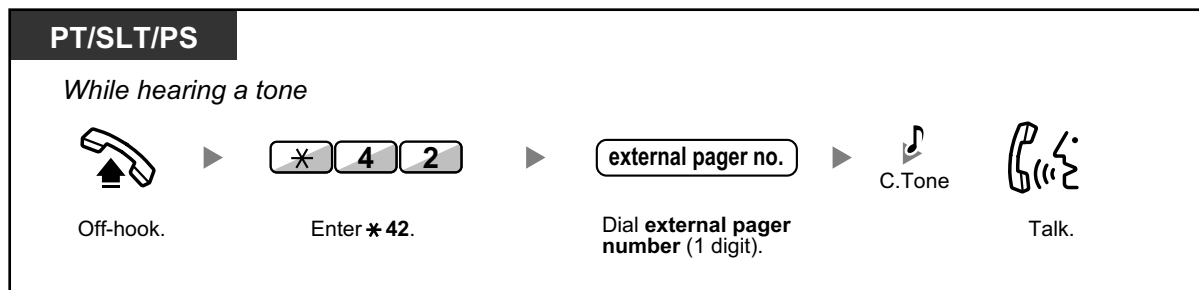 PT/SLT/PS
While hearing a tone
* 4 2
external pager no.
C.Tone
Off-hook.
Enter * 42.
Dial external pager
number (1 digit).
Talk.